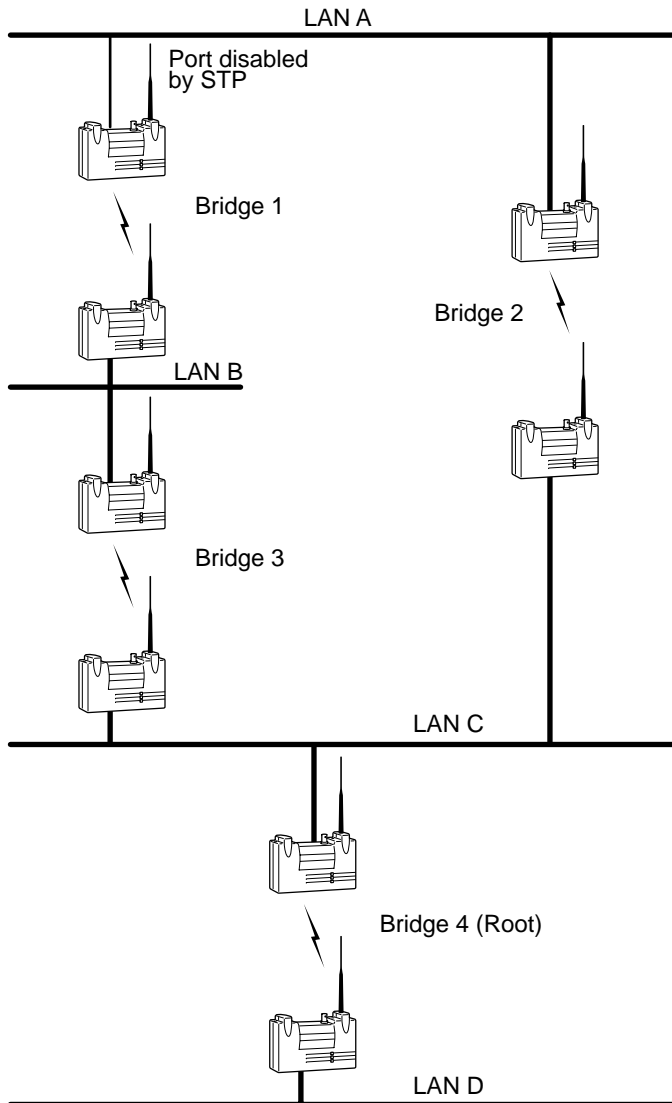 LAN A
Port disabled
by STP
Bridge 1
Bridge 2
LAN B
Bridge 3
LAN C
Bridge 4 (Root)
LAN D